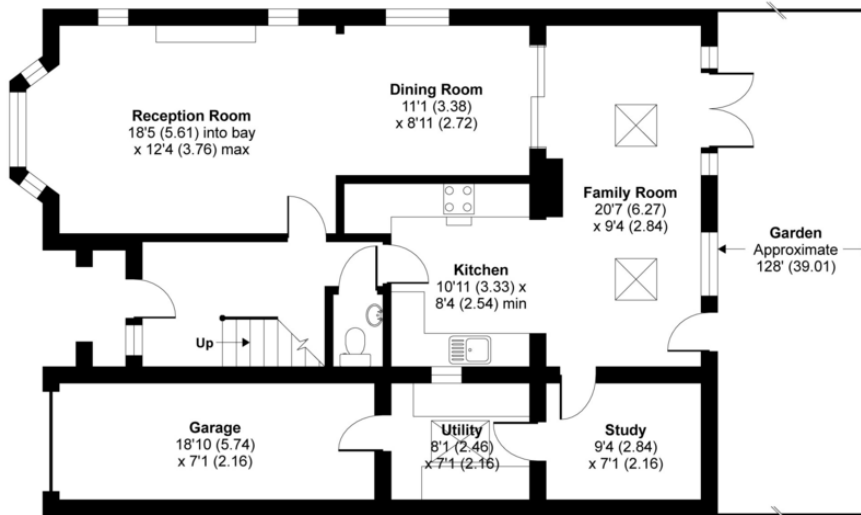 Reception Room
18'5 (5.61) into bay
x 12'4 (3.76) max
Dining Room
11'1 (3.38)
x 8'11 (2.72)
Family Room
20'7 (6.27)
x 9'4 (2.84)
Garden
Approximate
128' (39.01)
Kitchen
10'11 (3.33) x
8'4 (2.54) min
Up
Garage
18'10 (5.74)
x 7'1 (2.16)
Utility
8'1 (2.46)
x 7'1 (2.16)
Study
9'4 (2.84)
x 7'1 (2.16)